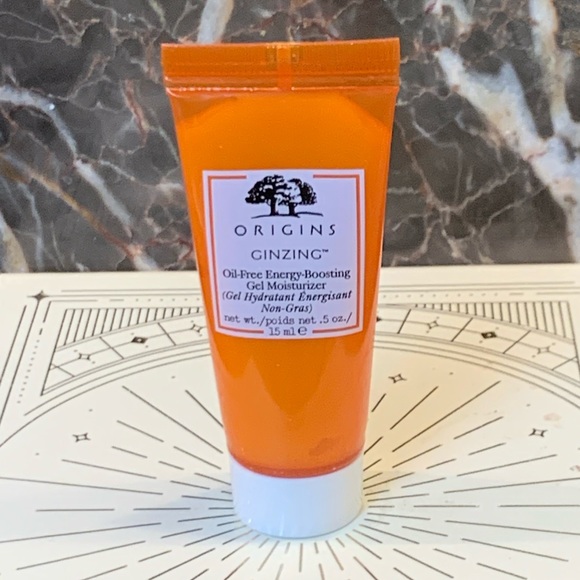 ORIGINS
GINZING™
Oil-Free Energy-Boosting
Gel Moisturizer
(Gel Hydratant Énergisant
Non-Gras)
net wt./poids net .5 oz./
15 ml ℮